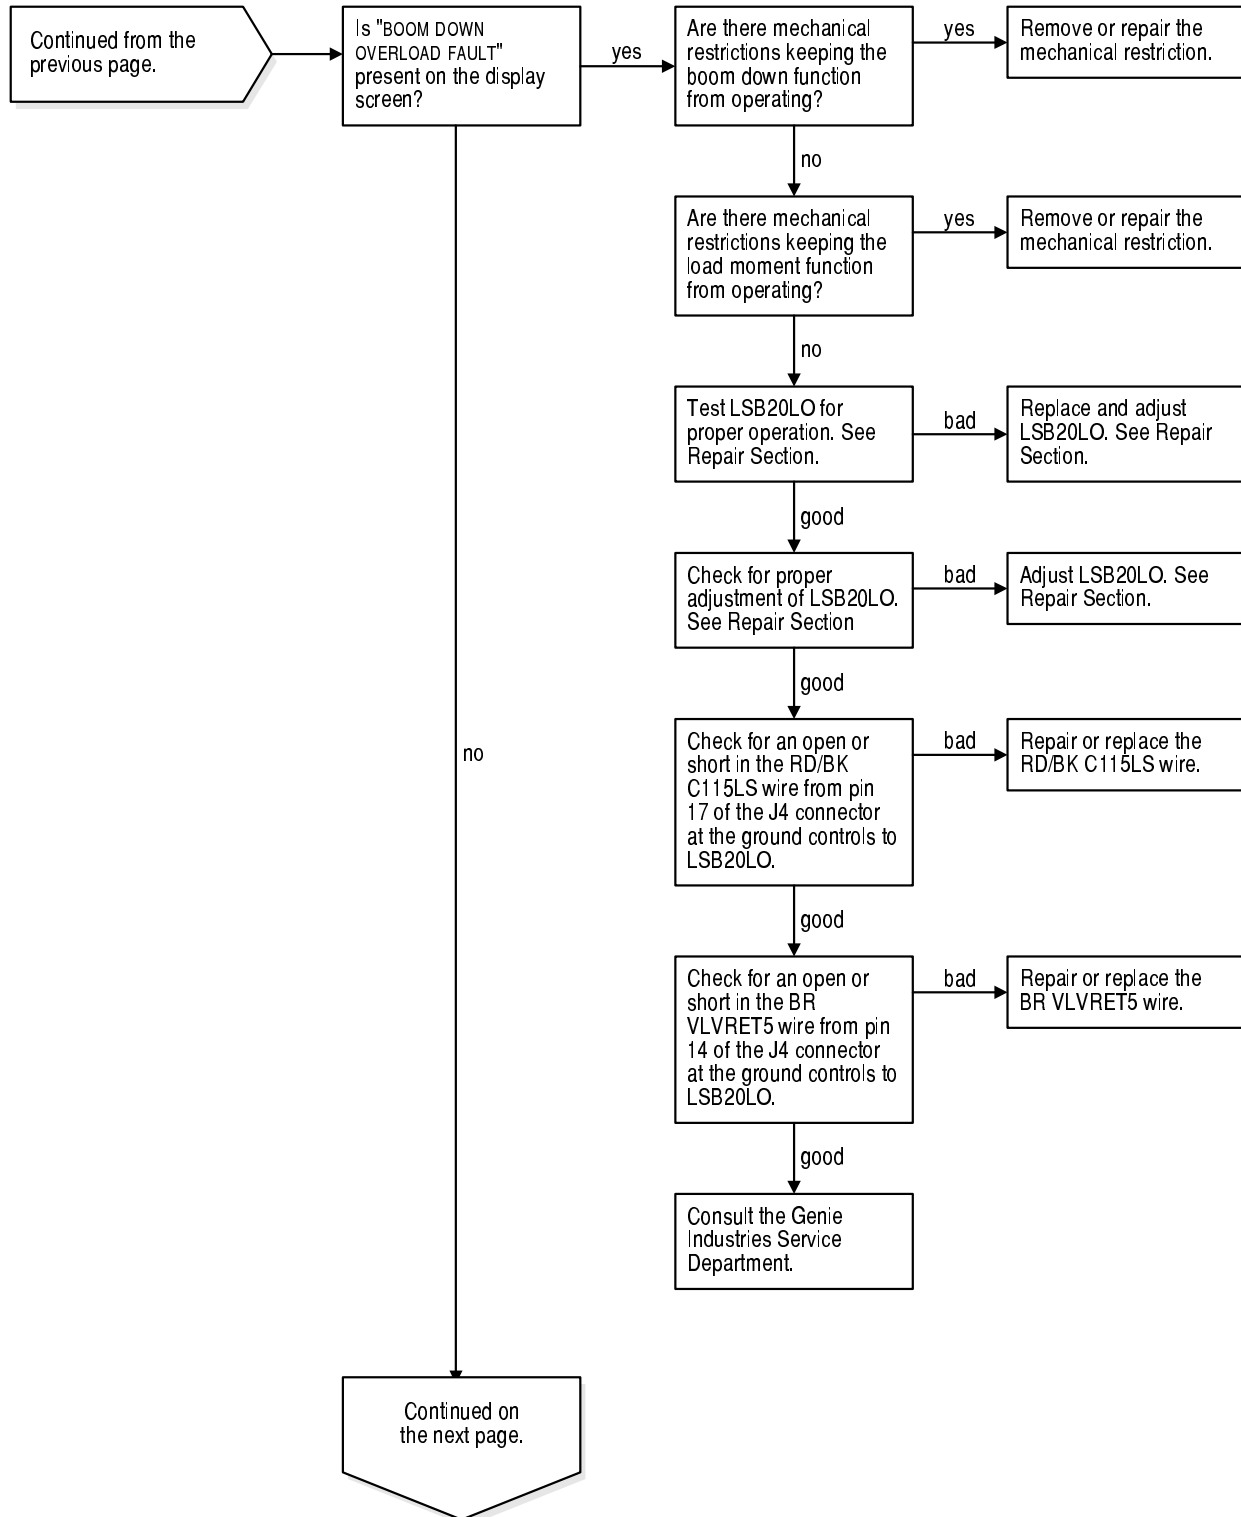 Continued from the
previous page.
Is "BOOM DOWN
OVERLOAD FAULT"
present on the display
screen?
yes
Are there mechanical
restrictions keeping the
boom down function
from operating?
yes
Remove or repair the
mechanical restriction.
no
Are there mechanical
restrictions keeping the
load moment function
from operating?
yes
Remove or repair the
mechanical restriction.
no
Test LSB20LO for
proper operation. See
Repair Section.
bad
Replace and adjust
LSB20LO. See Repair
Section.
good
Check for proper
adjustment of LSB20LO.
See Repair Section
bad
Adjust LSB20LO. See
Repair Section.
good
Check for an open or
short in the RD/BK
C115LS wire from pin
17 of the J4 connector
at the ground controls to
LSB20LO.
bad
Repair or replace the
RD/BK C115LS wire.
no
good
Check for an open or
short in the BR
VLVRET5 wire from pin
14 of the J4 connector
at the ground controls to
LSB20LO.
bad
Repair or replace the
BR VLVRET5 wire.
good
Consult the Genie
Industries Service
Department.
Continued on
the next page.